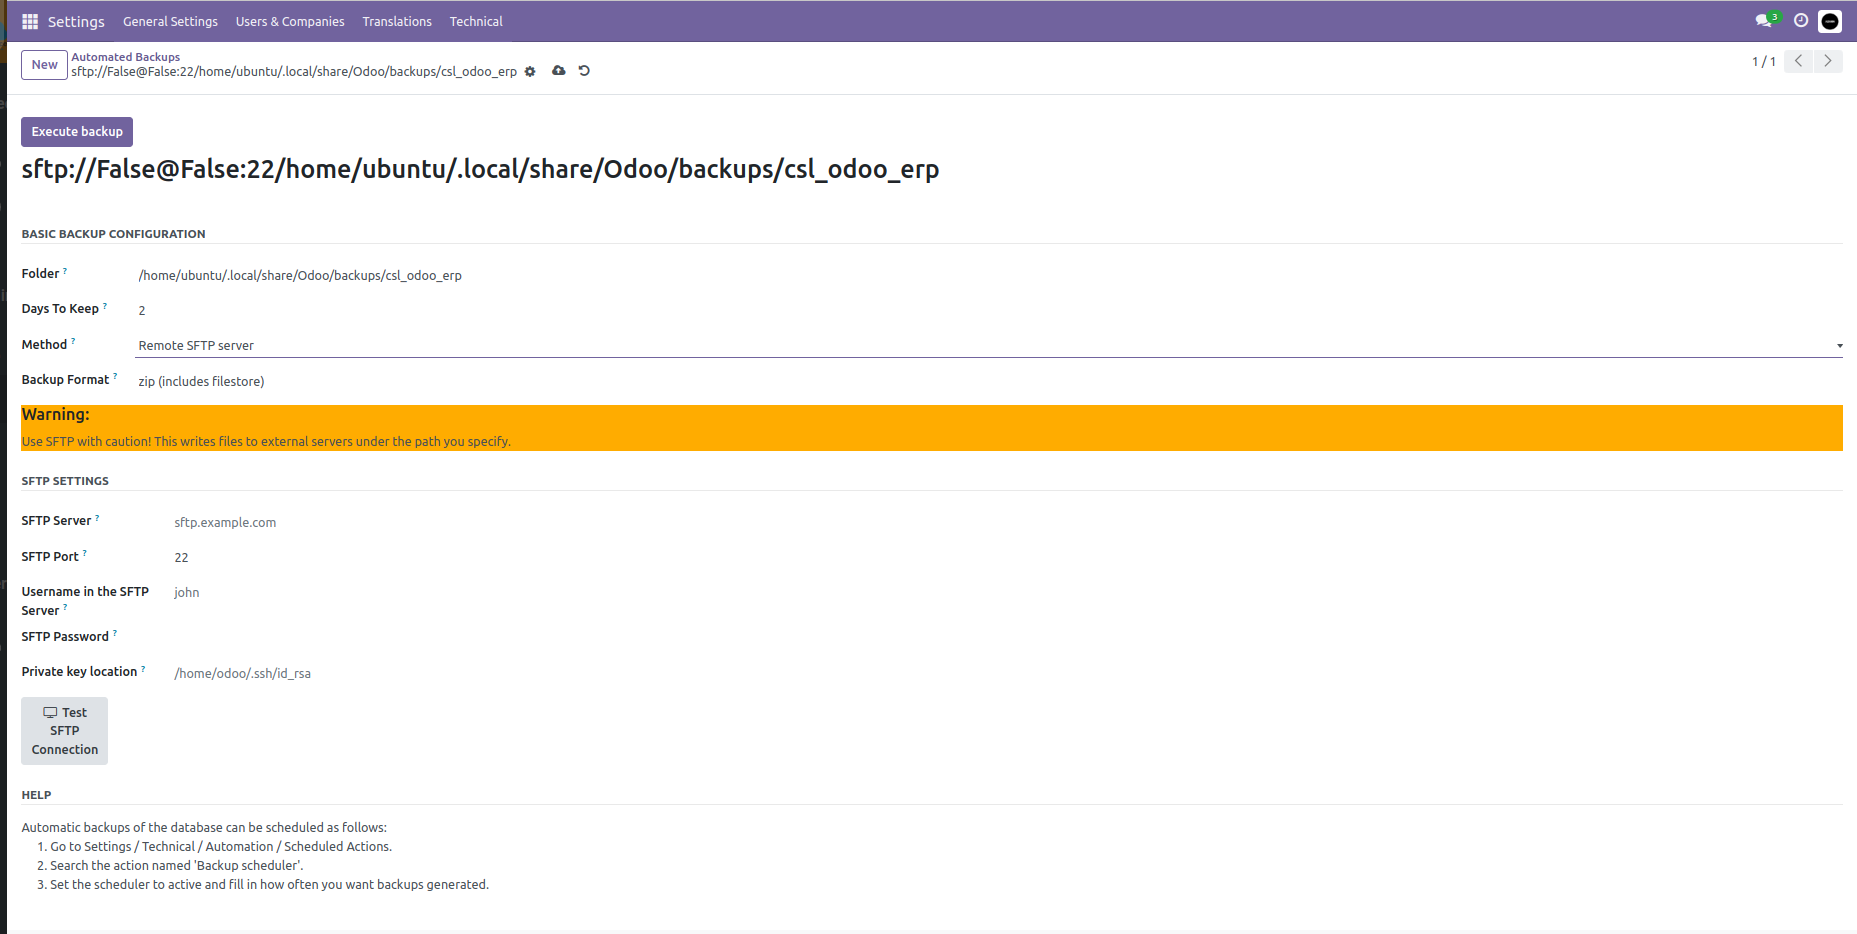 Settings General Settings Users & Companies Translations Technical 3
New Automated Backups
sftp://False@False:22/home/ubuntu/.local/share/Odoo/backups/csl_odoo_erp 1 / 1
Execute backup
sftp://False@False:22/home/ubuntu/.local/share/Odoo/backups/csl_odoo_erp
BASIC BACKUP CONFIGURATION
Folder ? /home/ubuntu/.local/share/Odoo/backups/csl_odoo_erp
Days To Keep ? 2
Method ? Remote SFTP server
Backup Format ? zip (includes filestore)
Warning:
Use SFTP with caution! This writes files to external servers under the path you specify.
SFTP SETTINGS
SFTP Server ? sftp.example.com
SFTP Port ? 22
Username in the SFTP john
Server ?
SFTP Password ?
Private key location ? /home/odoo/.ssh/id_rsa
Test
SFTP
Connection
HELP
Automatic backups of the database can be scheduled as follows:
1. Go to Settings / Technical / Automation / Scheduled Actions.
2. Search the action named 'Backup scheduler'.
3. Set the scheduler to active and fill in how often you want backups generated.